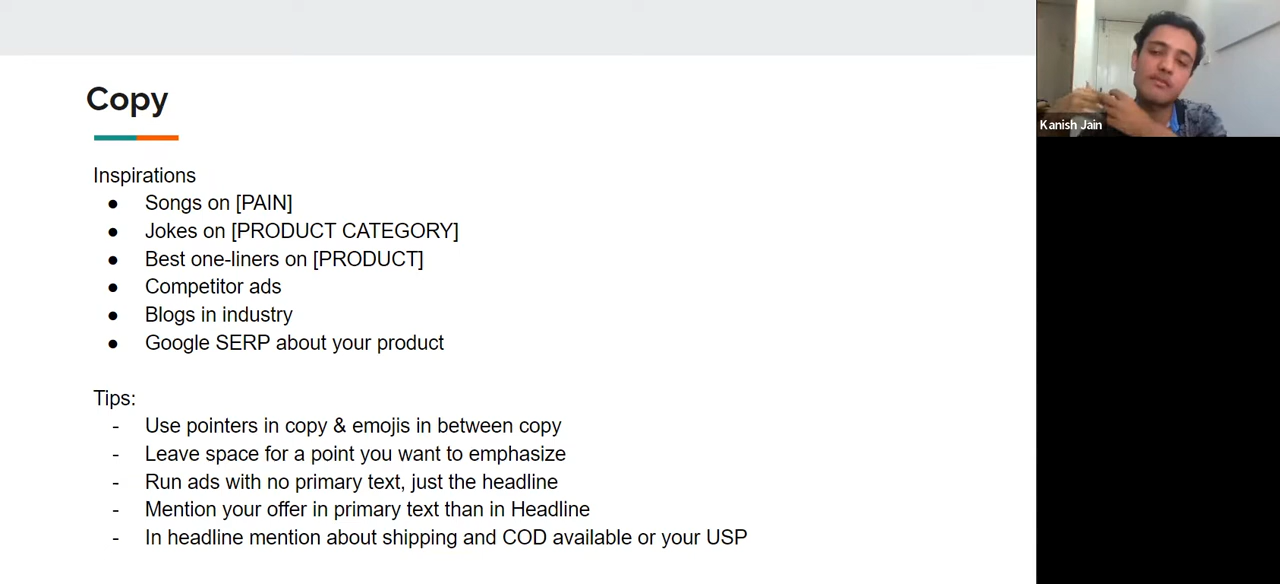 Copy
Kanish Jain
Inspirations
● Songs on [PAIN]
● Jokes on [PRODUCT CATEGORY]
● Best one-liners on [PRODUCT]
● Competitor ads
● Blogs in industry
● Google SERP about your product
Tips:
- Use pointers in copy & emojis in between copy
- Leave space for a point you want to emphasize
- Run ads with no primary text, just the headline
- Mention your offer in primary text than in Headline
- In headline mention about shipping and COD available or your USP